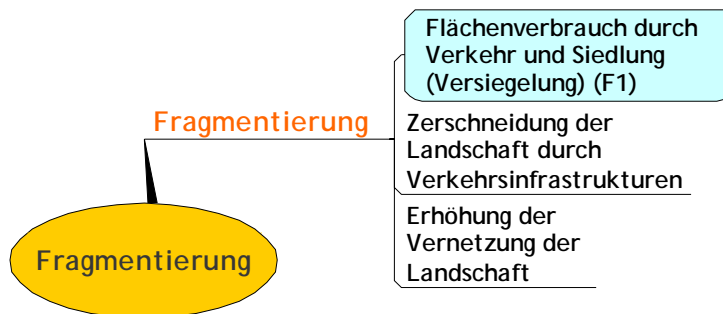 Flächenverbrauch durch
Verkehr und Siedlung
(Versiegelung) (F1)
Fragmentierung
Zerschneidung der
Landschaft durch
Verkehrsinfrastrukturen
Erhöhung der
Vernetzung der
Landschaft
Fragmentierung